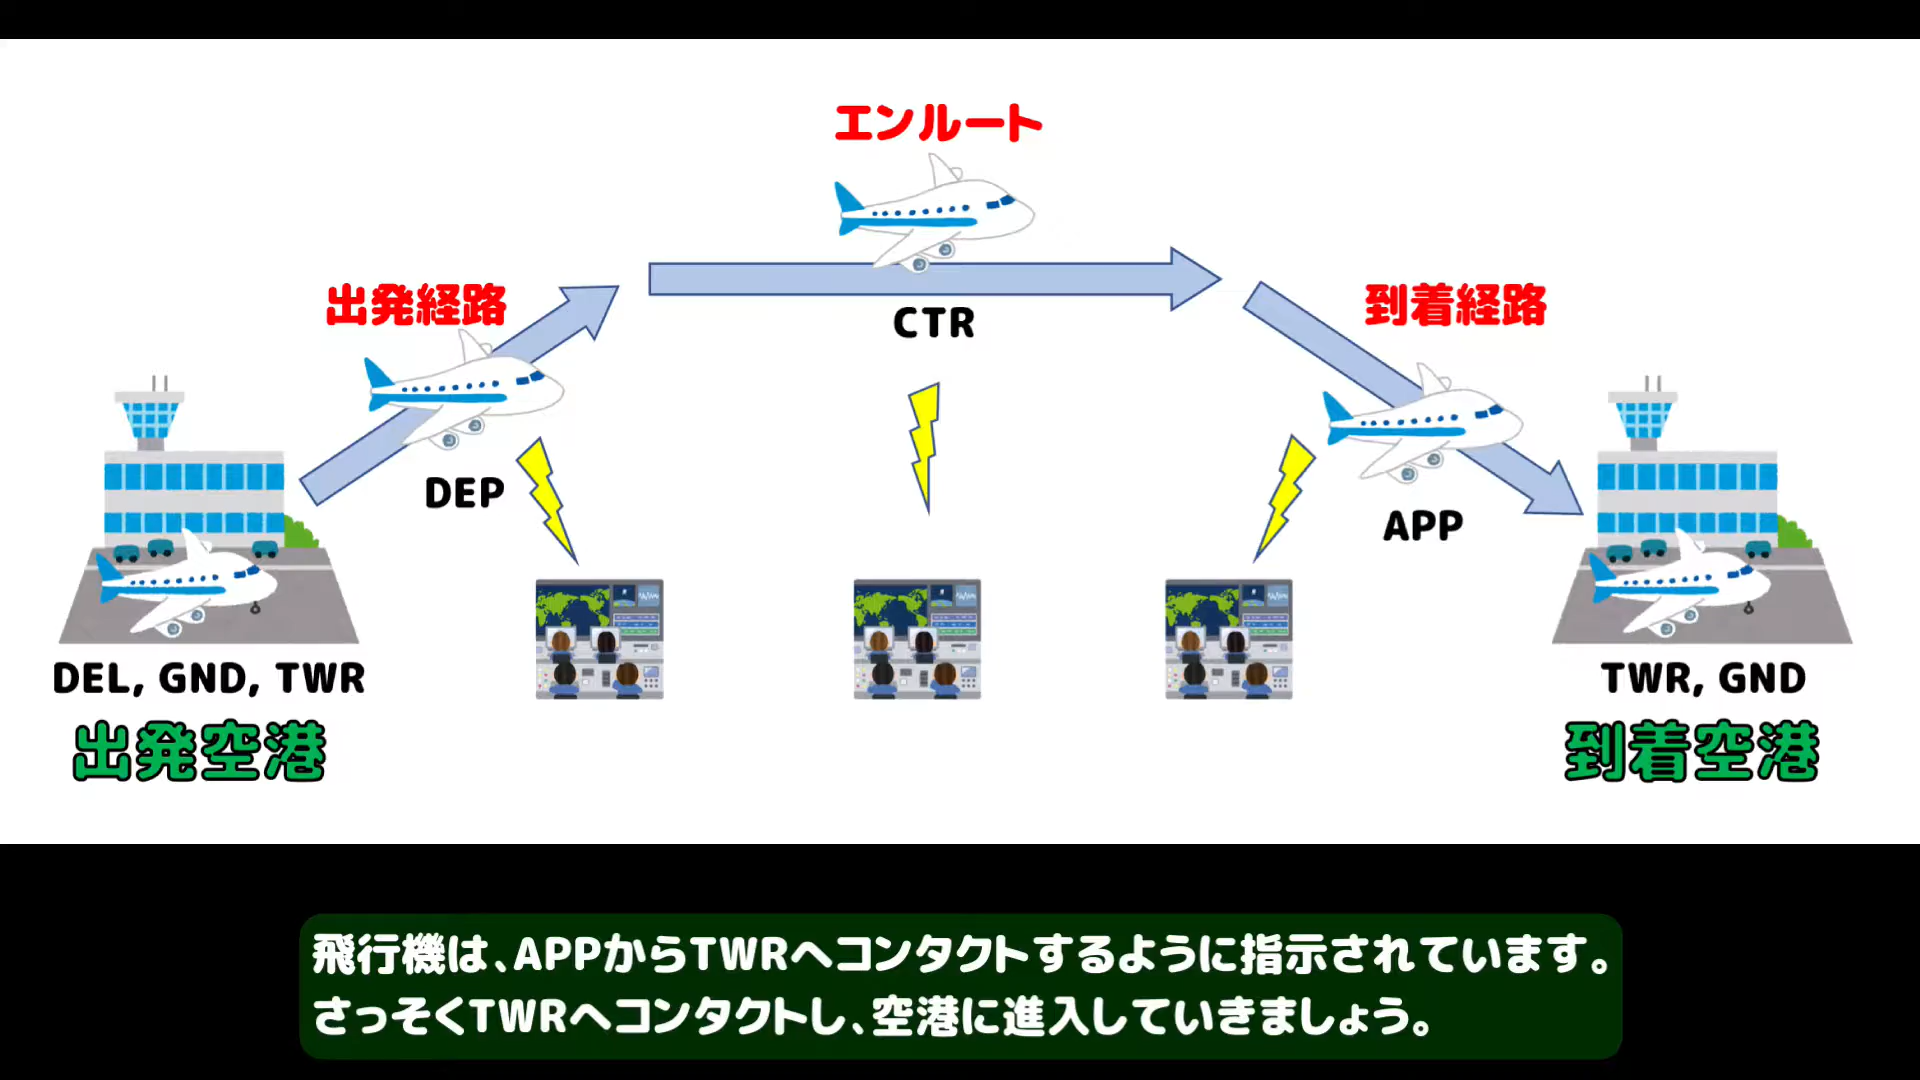 エンルート
出発経路
CTR
到着経路
DEP
APP
DEL, GND, TWR
TWR, GND
出発空港
到着空港
飛行機は、APPからTWRへコンタクトするように指示されています。
さっそくTWRへコンタクトし、空港に進入していきましょう。